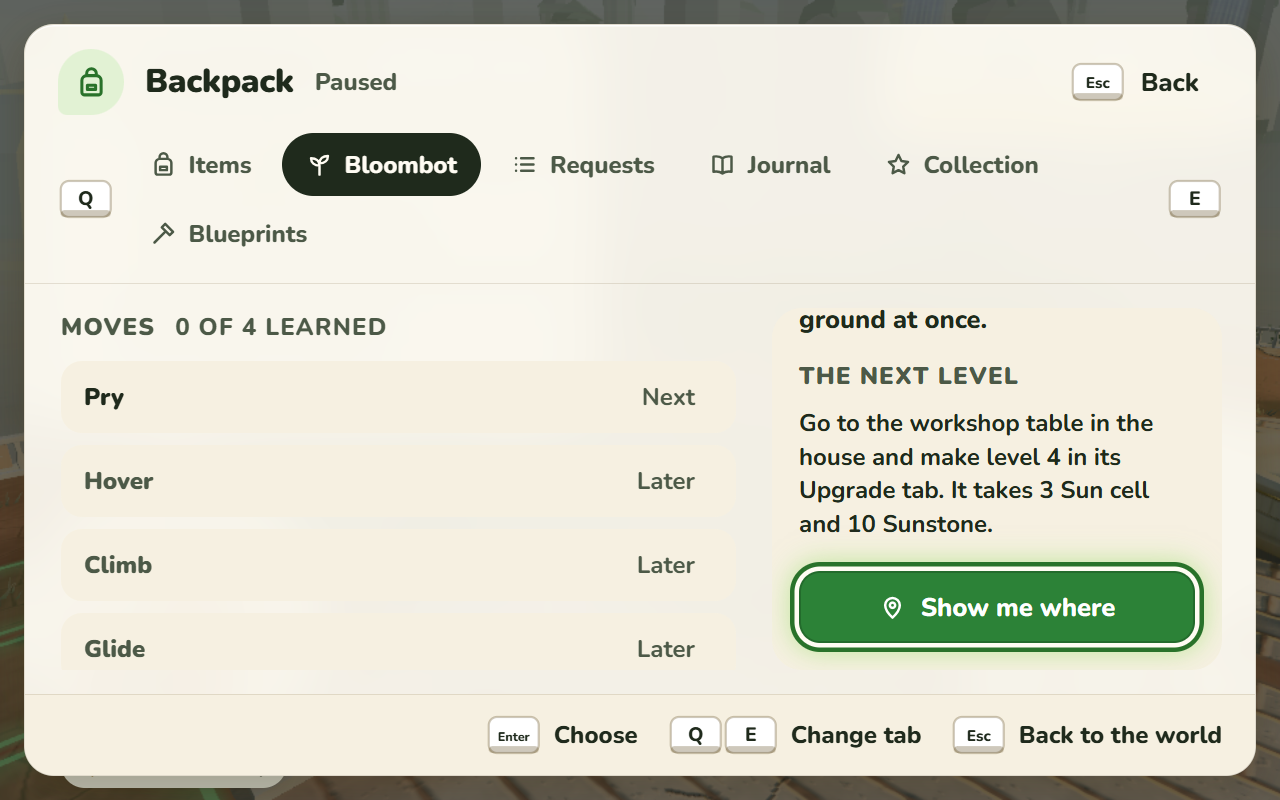 Backpack Paused
Esc Back
Q
Items
Bloombot
Requests
Journal
Collection
Blueprints
E
MOVES 0 OF 4 LEARNED
Pry Next
Hover Later
Climb Later
Glide Later
ground at once.
THE NEXT LEVEL
Go to the workshop table in the
house and make level 4 in its
Upgrade tab. It takes 3 Sun cell
and 10 Sunstone.
Show me where
Enter Choose Q E Change tab Esc Back to the world